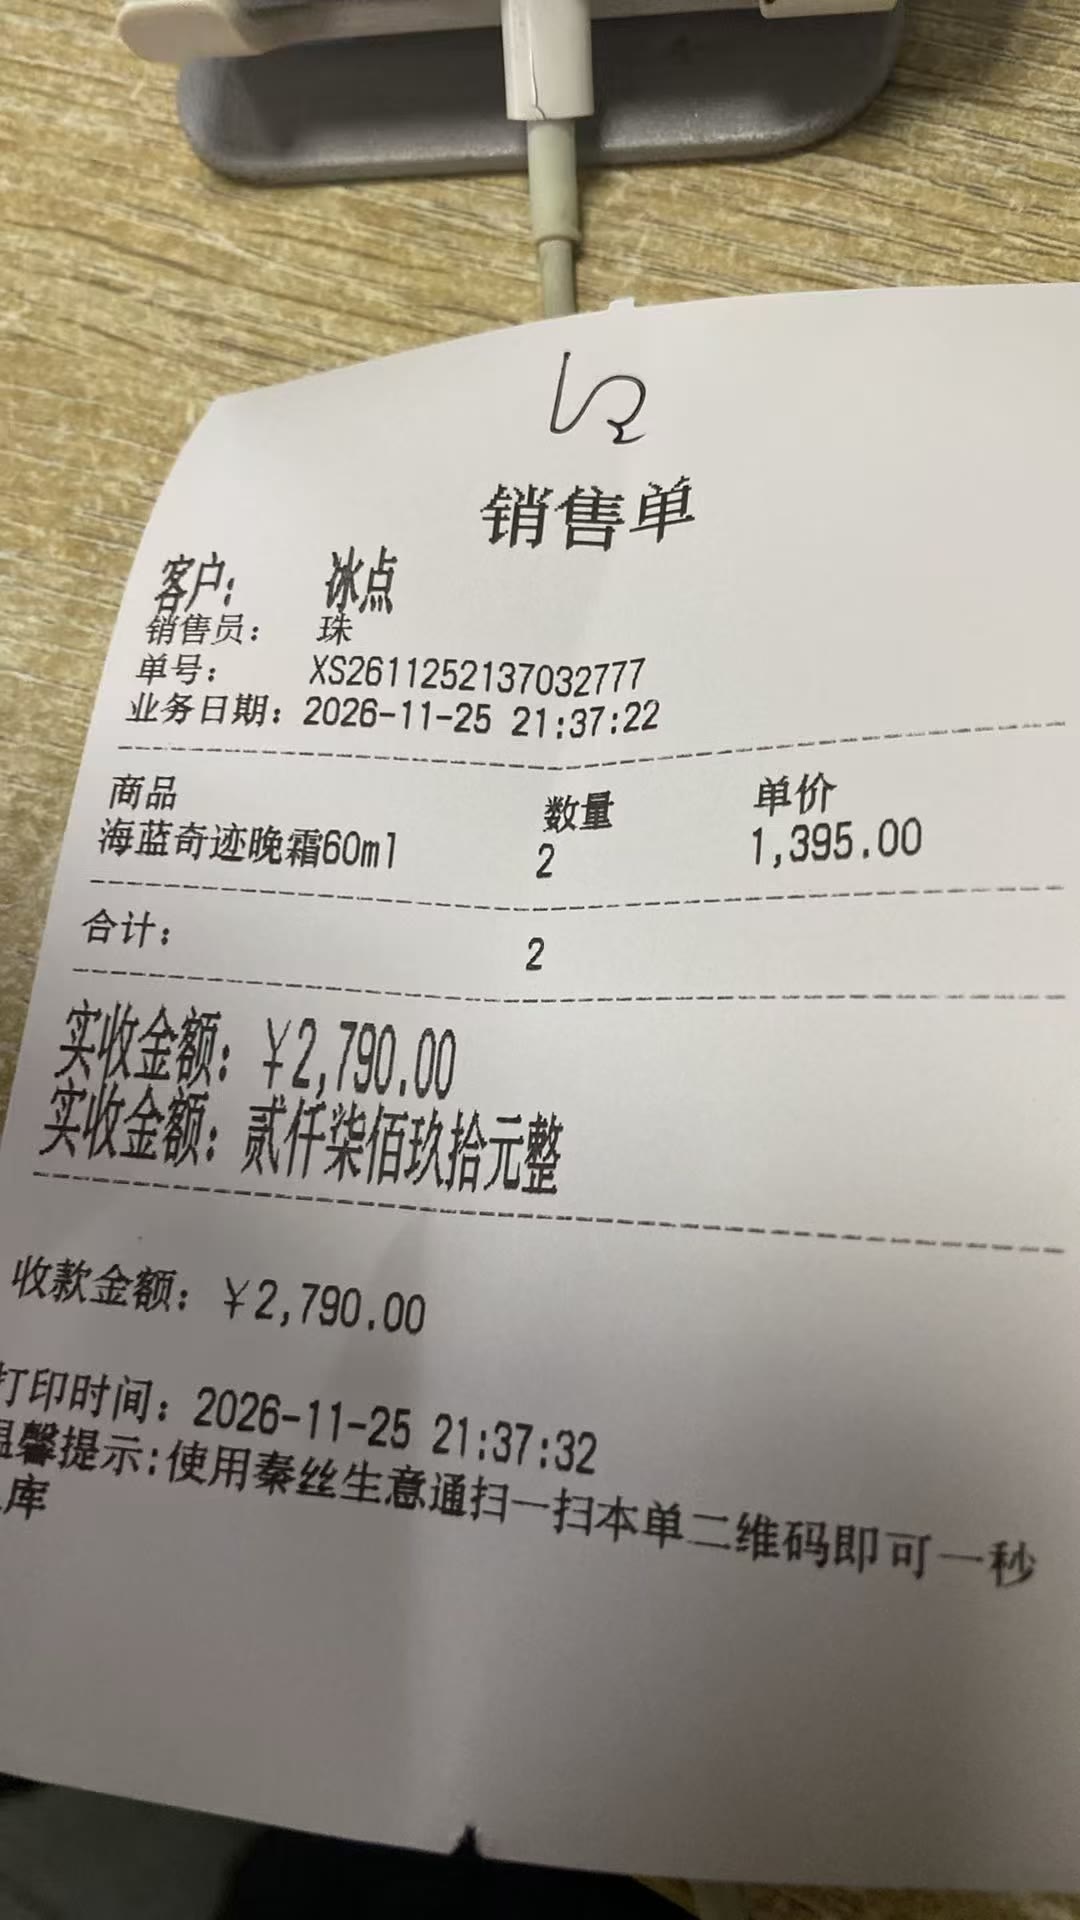 销售单
客户: 冰点
销售员: 珠
单号: XS2611252137032777
业务日期: 2026-11-25 21:37:22
商品 数量 单价
海蓝奇迹晚霜60ml 2 1,395.00
合计: 2
实收金额: ¥2,790.00
实收金额: 贰仟柒佰玖拾元整
收款金额: ¥2,790.00
打印时间: 2026-11-25 21:37:32
温馨提示:使用秦丝生意通扫一扫本单二维码即可一秒
库